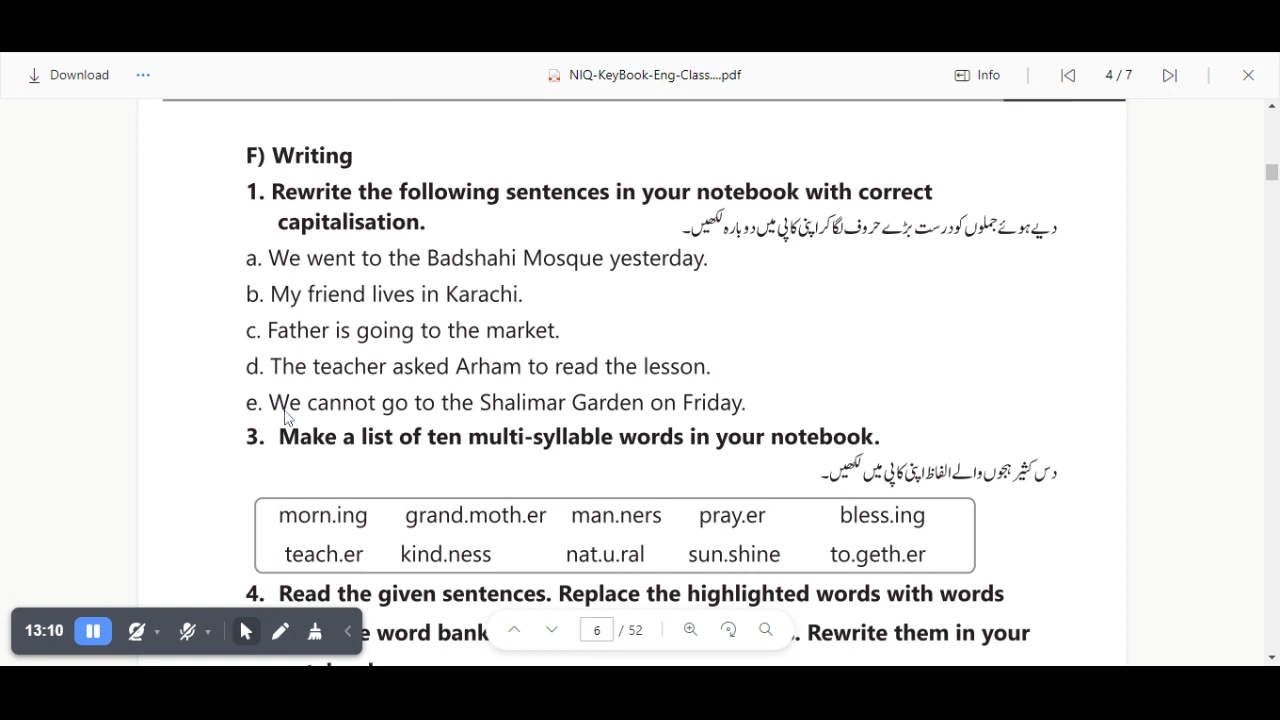 Download ... NIQ-KeyBook-Eng-Class....pdf Info 4 / 7
F) Writing
1. Rewrite the following sentences in your notebook with correct
capitalisation. دیے ہوئے جملوں کو درست بڑے حروف لگا کر اپنی کاپی میں دوبارہ لکھیں۔
a. We went to the Badshahi Mosque yesterday.
b. My friend lives in Karachi.
c. Father is going to the market.
d. The teacher asked Arham to read the lesson.
e. We cannot go to the Shalimar Garden on Friday.
3. Make a list of ten multi-syllable words in your notebook.
دس کثیر ہجوں والے الفاظ اپنی کاپی میں لکھیں۔
morn.ing grand.moth.er man.ners pray.er bless.ing
teach.er kind.ness nat.u.ral sun.shine to.geth.er
4. Read the given sentences. Replace the highlighted words with words
e word bank . Rewrite them in your
13:10 6 / 52